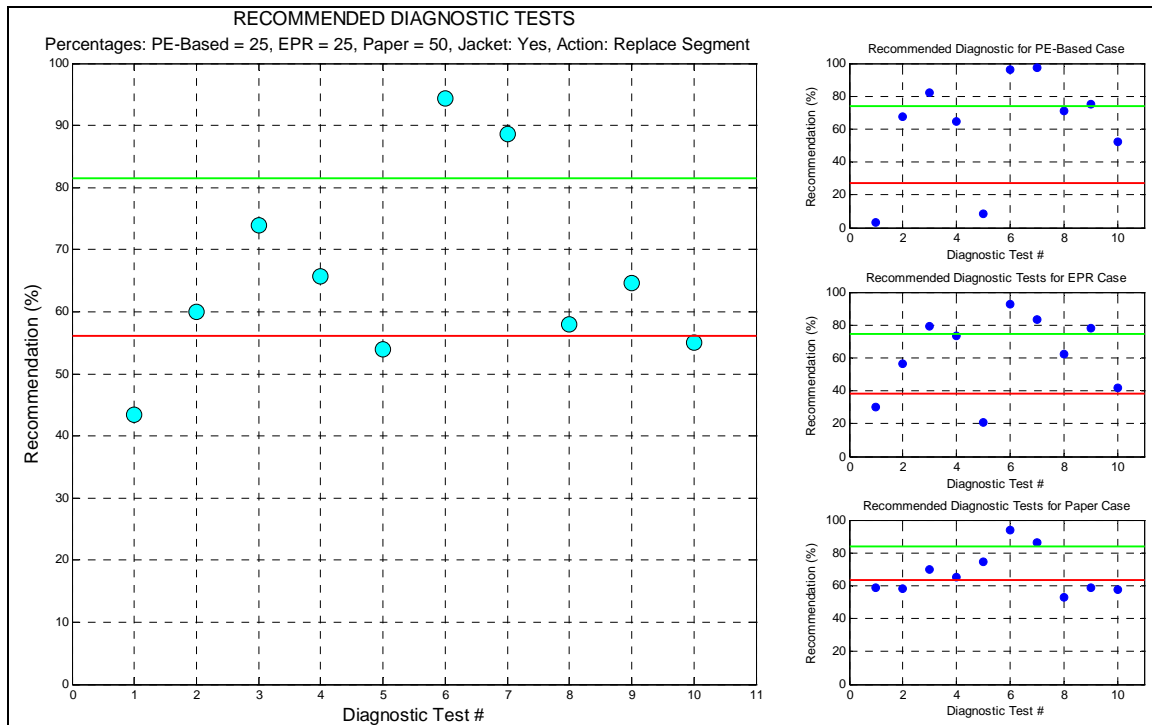 RECOMMENDED DIAGNOSTIC TESTS
Percentages: PE-Based = 25, EPR = 25, Paper = 50, Jacket: Yes, Action: Replace Segment
100
90
80
70
60
50
40
30
20
10
0
Recommendation (%)
0 1 2 3 4 5 6 7 8 9 10 11
Diagnostic Test #
Recommended Diagnostic for PE-Based Case
100
80
60
40
20
0
Recommendation (%)
0 2 4 6 8 10
Diagnostic Test #
Recommended Diagnostic Tests for EPR Case
100
80
60
40
20
0
Recommendation (%)
0 2 4 6 8 10
Diagnostic Test #
Recommended Diagnostic Tests for Paper Case
100
80
60
40
20
0
Recommendation (%)
0 2 4 6 8 10
Diagnostic Test #